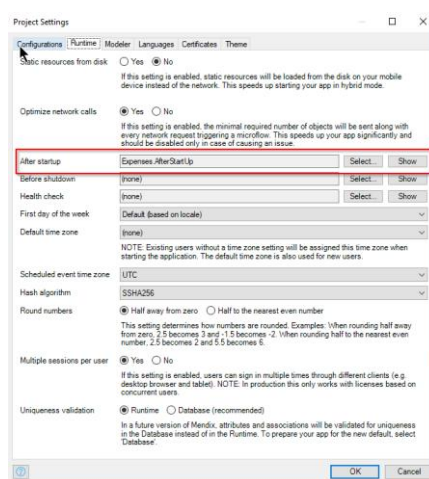 Project Settings
Configurations Runtime Modeler Languages Certificates Theme
Static resources from disk Yes No
If this setting is enabled, static resources will be loaded from the disk on your mobile
device instead of the network. This speeds up starting your app in hybrid mode.
Optimize network calls Yes No
If this setting is enabled, the minimal required number of objects will be sent along with
every network request triggering a microflow. This speeds up your app significantly and
should be disabled only in case of causing an issue.
After startup Expenses.AfterStartUp Select... Show
Before shutdown (none) Select... Show
Health check (none) Select... Show
First day of the week Default (based on locale)
Default time zone (none)
NOTE: Existing users without a time zone setting will be assigned this time zone when
starting the application. The default time zone is also used for new users.
Scheduled event time zone UTC
Hash algorithm SSHA256
Round numbers Half away from zero Half to the nearest even number
This setting determines how numbers are rounded. Examples: When rounding half away
from zero, 2.5 becomes 3 and -1.5 becomes -2. When rounding half to the nearest even
number, 2.5 becomes 2 and 5.5 becomes 6.
Multiple sessions per user Yes No
If this setting is enabled, users can sign in multiple times through different clients (e.g.
desktop browser and tablet). NOTE: In production this only works with licenses based on
concurrent users.
Uniqueness validation Runtime Database (recommended)
In a future version of Mendix, attributes and associations will be validated for uniqueness
in the Database instead of in the Runtime. To prepare your app for the new default, select
'Database'.
? OK Cancel